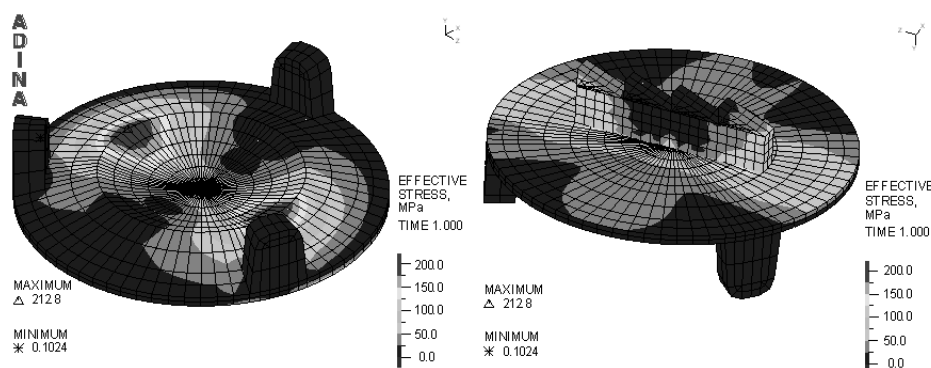 ADINA
Y
X
Z
EFFECTIVE
STRESS,
MPa
TIME 1.000
200.0
150.0
100.0
50.0
0.0
MAXIMUM
△ 212.8
MINIMUM
✳ 0.1024
Z
X
Y
EFFECTIVE
STRESS,
MPa
TIME 1.000
200.0
150.0
100.0
50.0
0.0
MAXIMUM
△ 212.8
MINIMUM
✳ 0.1024